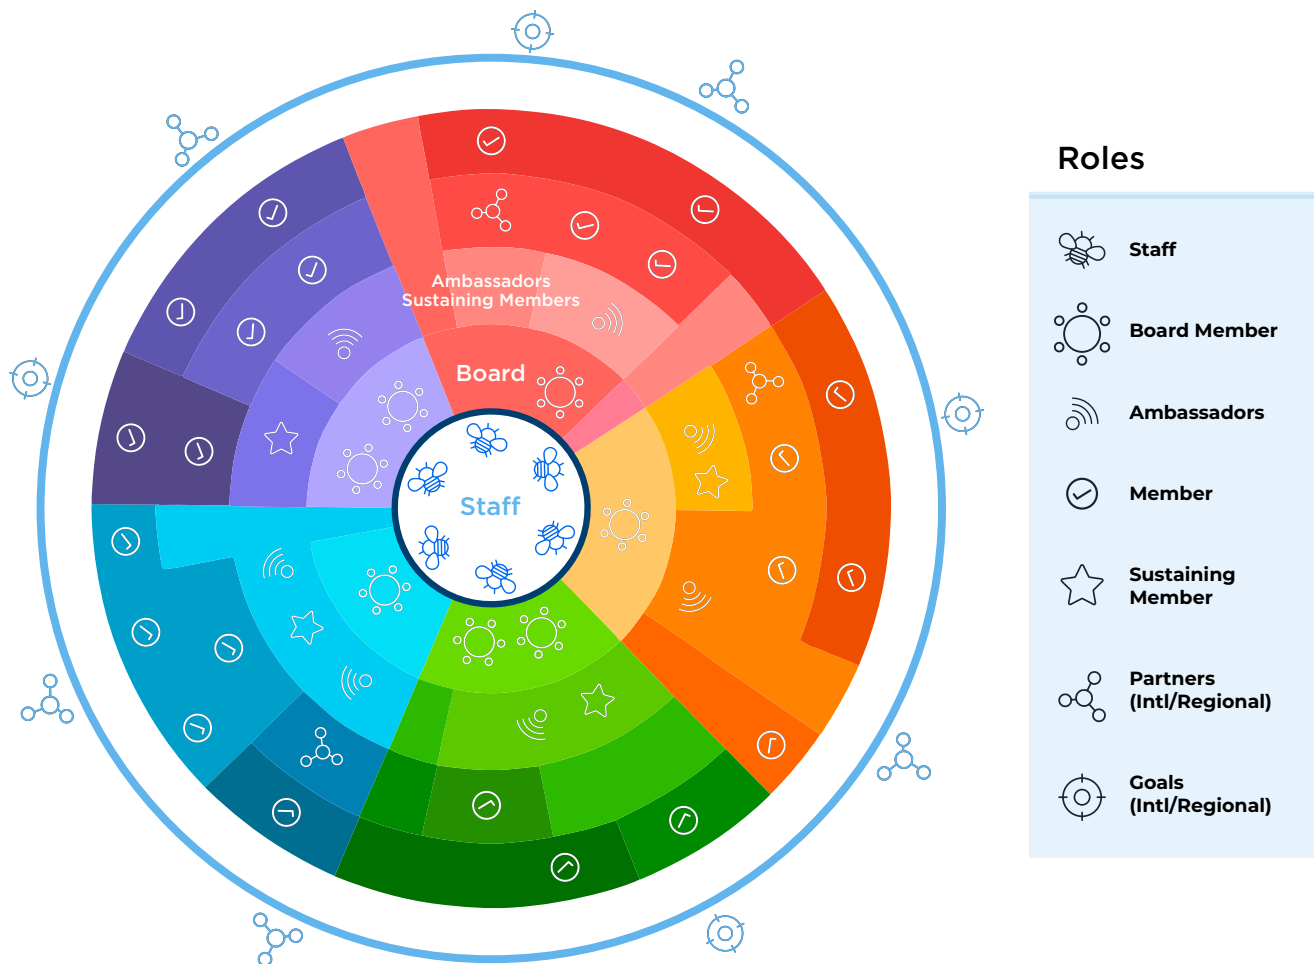 Ambassadors
Sustaining Members
Board
Staff
Roles
Staff
Board Member
Ambassadors
Member
Sustaining
Member
Partners
(Intl/Regional)
Goals
(Intl/Regional)